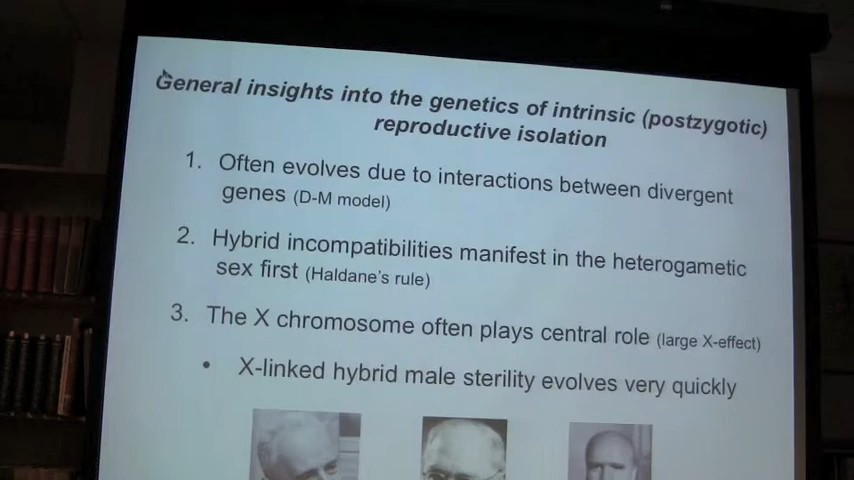 General insights into the genetics of intrinsic (postzygotic)
reproductive isolation
1. Often evolves due to interactions between divergent
genes (D-M model)
2. Hybrid incompatibilities manifest in the heterogametic
sex first (Haldane's rule)
3. The X chromosome often plays central role (large X-effect)
• X-linked hybrid male sterility evolves very quickly